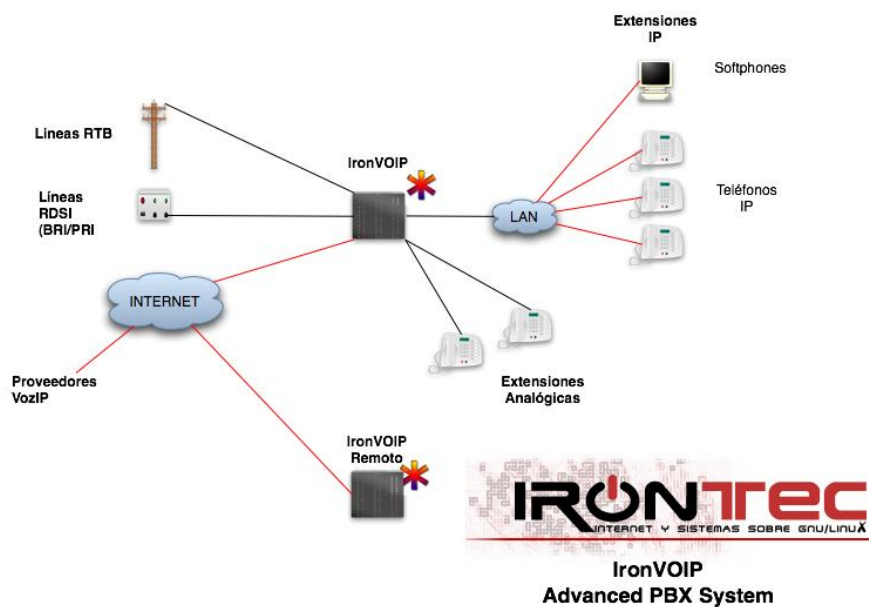 Extensiones
IP
Softphones
Lineas RTB
IronVOIP
Líneas
RDSI
(BRI/PRI
LAN
Teléfonos
IP
INTERNET
Proveedores
VozIP
Extensiones
Analógicas
IronVOIP
Remoto
IRONTEC
INTERNET Y SISTEMAS SOBRE GNU/LINUX
IronVOIP
Advanced PBX System